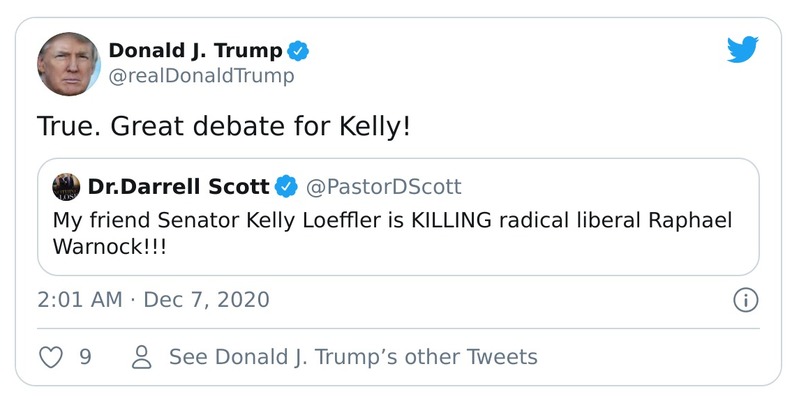 Donald J. Trump
@realDonaldTrump
True. Great debate for Kelly!
Dr.Darrell Scott @PastorDScott
My friend Senator Kelly Loeffler is KILLING radical liberal Raphael
Warnock!!!
2:01 AM · Dec 7, 2020
9 See Donald J. Trump’s other Tweets